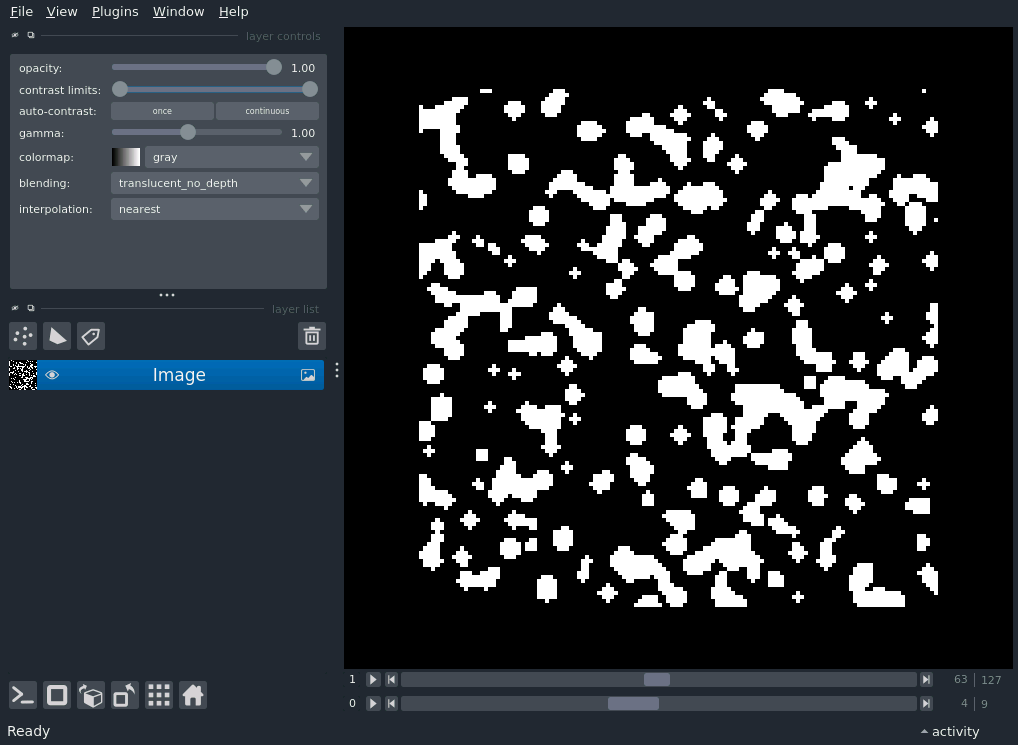 File View Plugins Window Help
layer controls
opacity: 1.00
contrast limits:
auto-contrast: once continuous
gamma: 1.00
colormap: gray
blending: translucent_no_depth
interpolation: nearest
layer list
Image
1 63 127
0 4 9
Ready activity